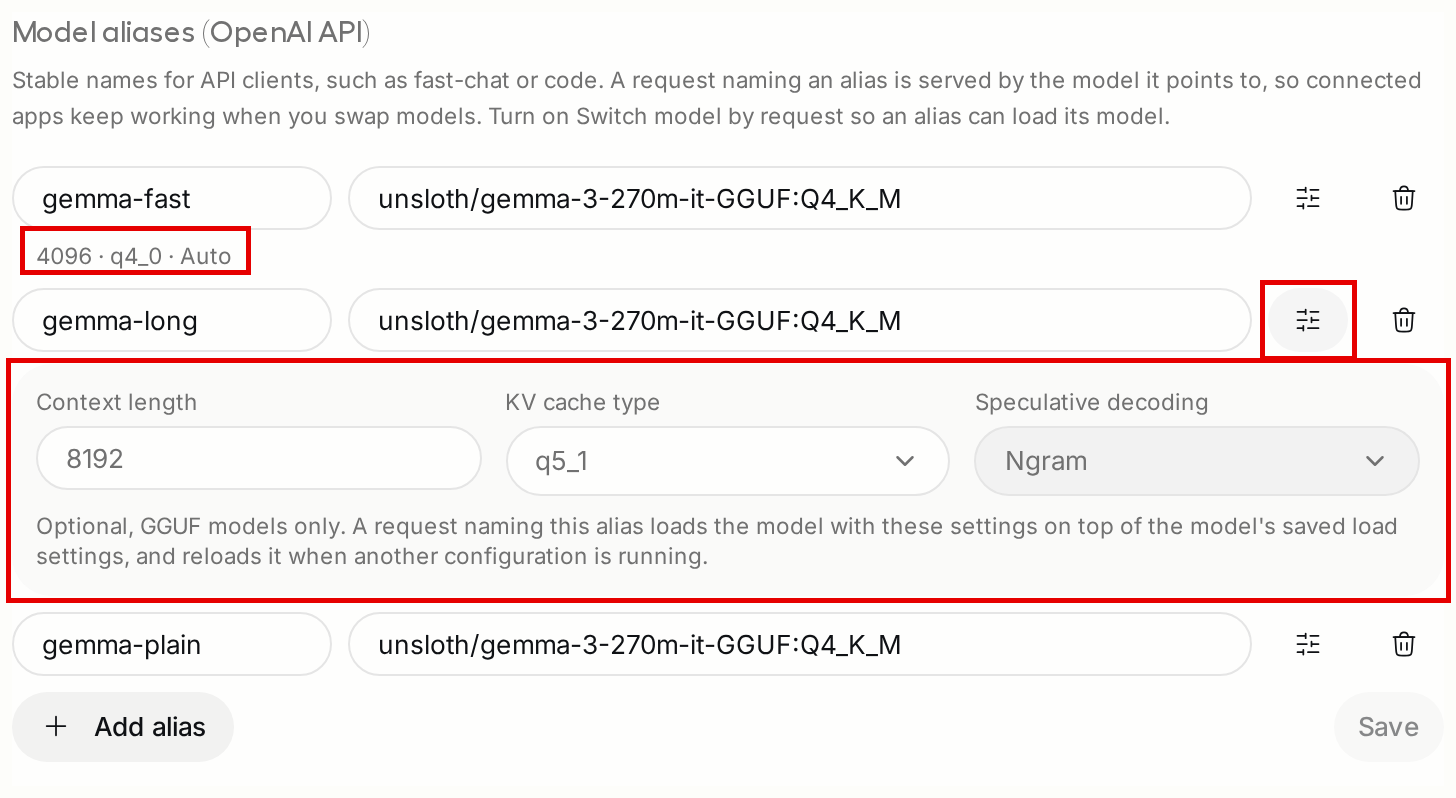 Model aliases (OpenAI API)
Stable names for API clients, such as fast-chat or code. A request naming an alias is served by the model it points to, so connected
apps keep working when you swap models. Turn on Switch model by request so an alias can load its model.
gemma-fast
unsloth/gemma-3-270m-it-GGUF:Q4_K_M
4096 · q4_0 · Auto
gemma-long
unsloth/gemma-3-270m-it-GGUF:Q4_K_M
Context length
KV cache type
Speculative decoding
8192
q5_1
Ngram
Optional, GGUF models only. A request naming this alias loads the model with these settings on top of the model's saved load
settings, and reloads it when another configuration is running.
gemma-plain
unsloth/gemma-3-270m-it-GGUF:Q4_K_M
Add alias
Save